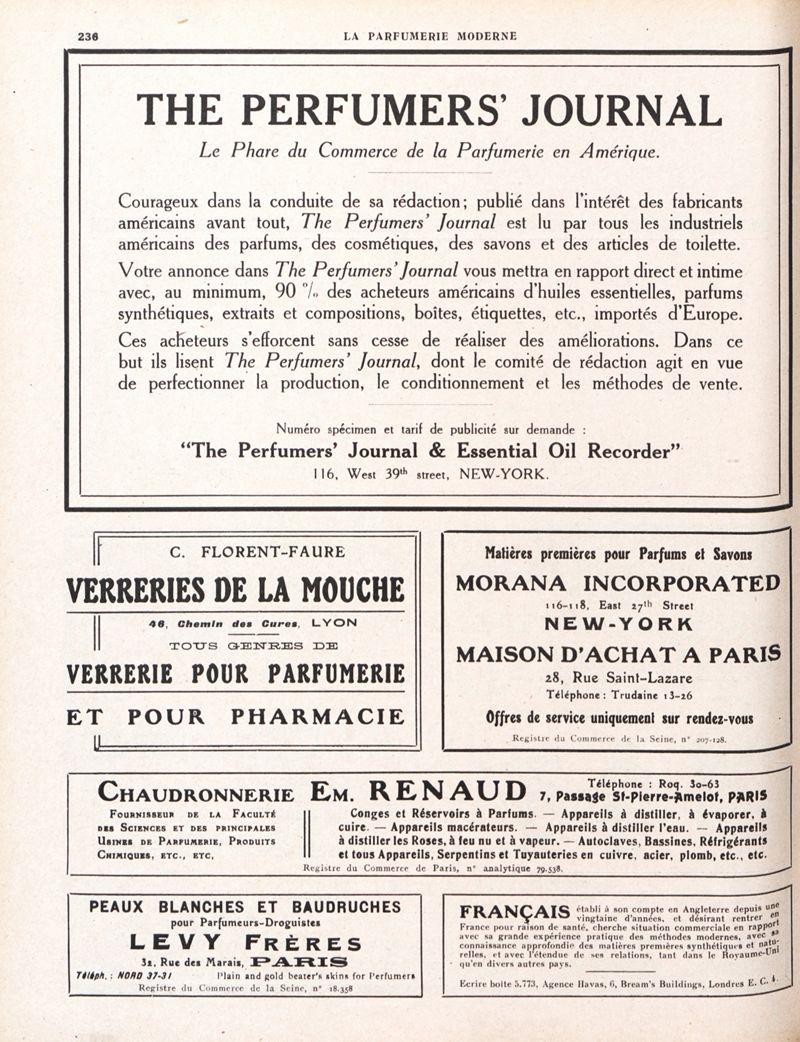 236
LA PARFUMERIE MODERNE
THE PERFUMERS' JOURNAL
Le Phare du Commerce de la Parfumerie en Amérique.
Courageux dans la conduite de sa rédaction; publié dans l'intérêt des fabricants
américains avant tout, The Perfumers' Journal est lu par tous les industriels
américains des parfums, des cosmétiques, des savons et des articles de toilette.
Votre annonce dans The Perfumers' Journal vous mettra en rapport direct et intime
avec, au minimum, 90 % des acheteurs américains d'huiles essentielles, parfums
synthétiques, extraits et compositions, boîtes, étiquettes, etc., importés d'Europe.
Ces acheteurs s'efforcent sans cesse de réaliser des améliorations. Dans ce
but ils lisent The Perfumers' Journal, dont le comité de rédaction agit en vue
de perfectionner la production, le conditionnement et les méthodes de vente.
Numéro spécimen et tarif de publicité sur demande :
"The Perfumers' Journal & Essential Oil Recorder"
116, West 39th street, NEW-YORK.
C. FLORENT-FAURE
VERRERIES DE LA MOUCHE
46, Chemin des Cures, LYON
TOUS GENRES DE
VERRERIE POUR PARFUMERIE
ET POUR PHARMACIE
Matières premières pour Parfums et Savons
MORANA INCORPORATED
116-118, East 27th Street
NEW-YORK
MAISON D'ACHAT A PARIS
28, Rue Saint-Lazare
Téléphone : Trudaine 13-26
Offres de service uniquement sur rendez-vous
Registre du Commerce de la Seine, n° 207-128.
CHAUDRONNERIE EM. RENAUD
Téléphone : Roq. 30-63
7, Passage St-Pierre-Amelot, PARIS
FOURNISSEUR DE LA FACULTÉ
DES SCIENCES ET DES PRINCIPALES
USINES DE PARFUMERIE, PRODUITS
CHIMIQUES, ETC., ETC,
Conges et Réservoirs à Parfums. — Appareils à distiller, à évaporer, à
cuire. — Appareils macérateurs. — Appareils à distiller l'eau. — Appareils
à distiller les Roses, à feu nu et à vapeur. — Autoclaves, Bassines, Réfrigérants
et tous Appareils, Serpentins et Tuyauteries en cuivre, acier, plomb, etc., etc.
Registre du Commerce de Paris, n° analytique 79.538.
PEAUX BLANCHES ET BAUDRUCHES
pour Parfumeurs-Droguistes
LEVY FRÈRES
31, Rue des Marais, PARIS
Téléph. : NORD 37-31 Plain and gold beater's skins for Perfumers
Registre du Commerce de la Seine, n° 18.358
FRANÇAIS établi à son compte en Angleterre depuis une
vingtaine d'années, et désirant rentrer en
France pour raison de santé, cherche situation commerciale en rapport
avec sa grande expérience pratique des méthodes modernes, avec sa
connaissance approfondie des matières premières synthétiques et natu-
relles, et avec l'étendue de ses relations, tant dans le Royaume-Uni
qu'en divers autres pays.
Ecrire boîte 5.773, Agence Havas, 6, Bream's Buildings, Londres E. C. 4.